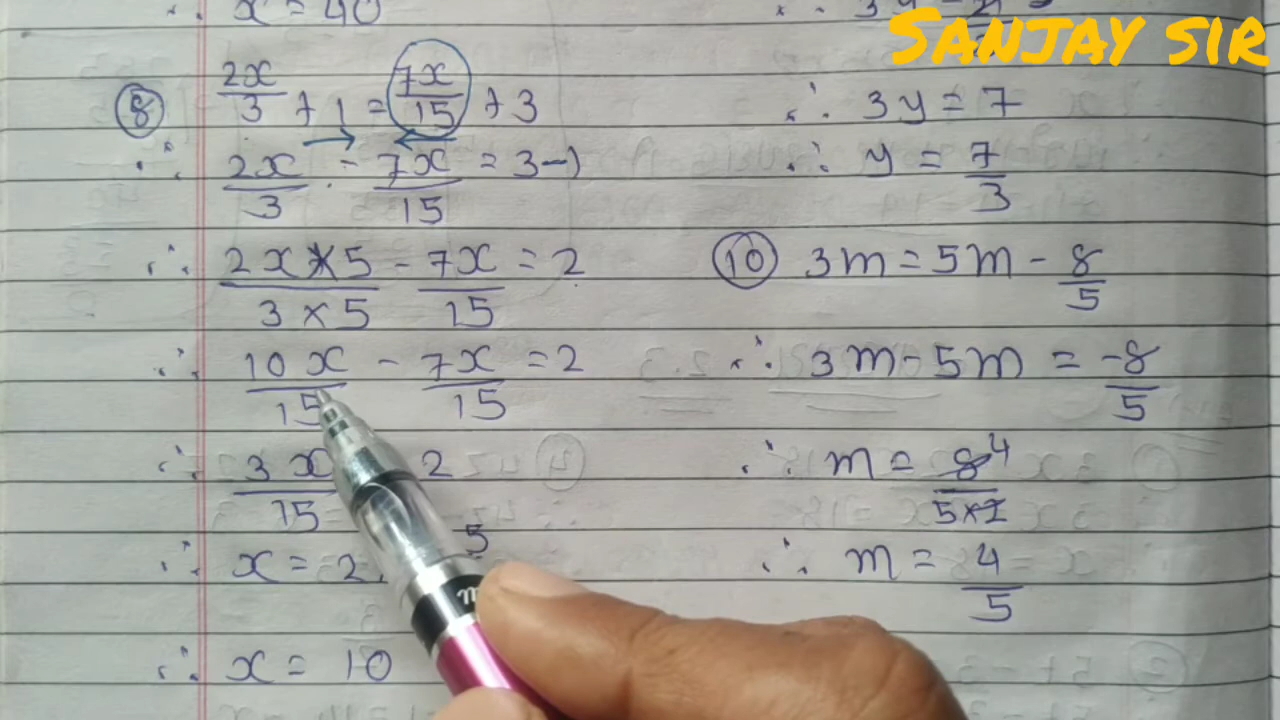 ∴ x = 40
⑧ 2x/3 + 1 = 7x/15 + 3
∴ 2x/3 - 7x/15 = 3-1
∴ 2x×5/3×5 - 7x/15 = 2
∴ 10x/15 - 7x/15 = 2
∴ 3x/15 2
∴ x = 2 5
∴ x = 10
SANJAY SIR
∴ 3y = 7
∴ y = 7/3
⑩ 3m = 5m - 8/5
∴ 3m - 5m = -8/5
∴ m = 8 4/5×2
∴ m = 4/5